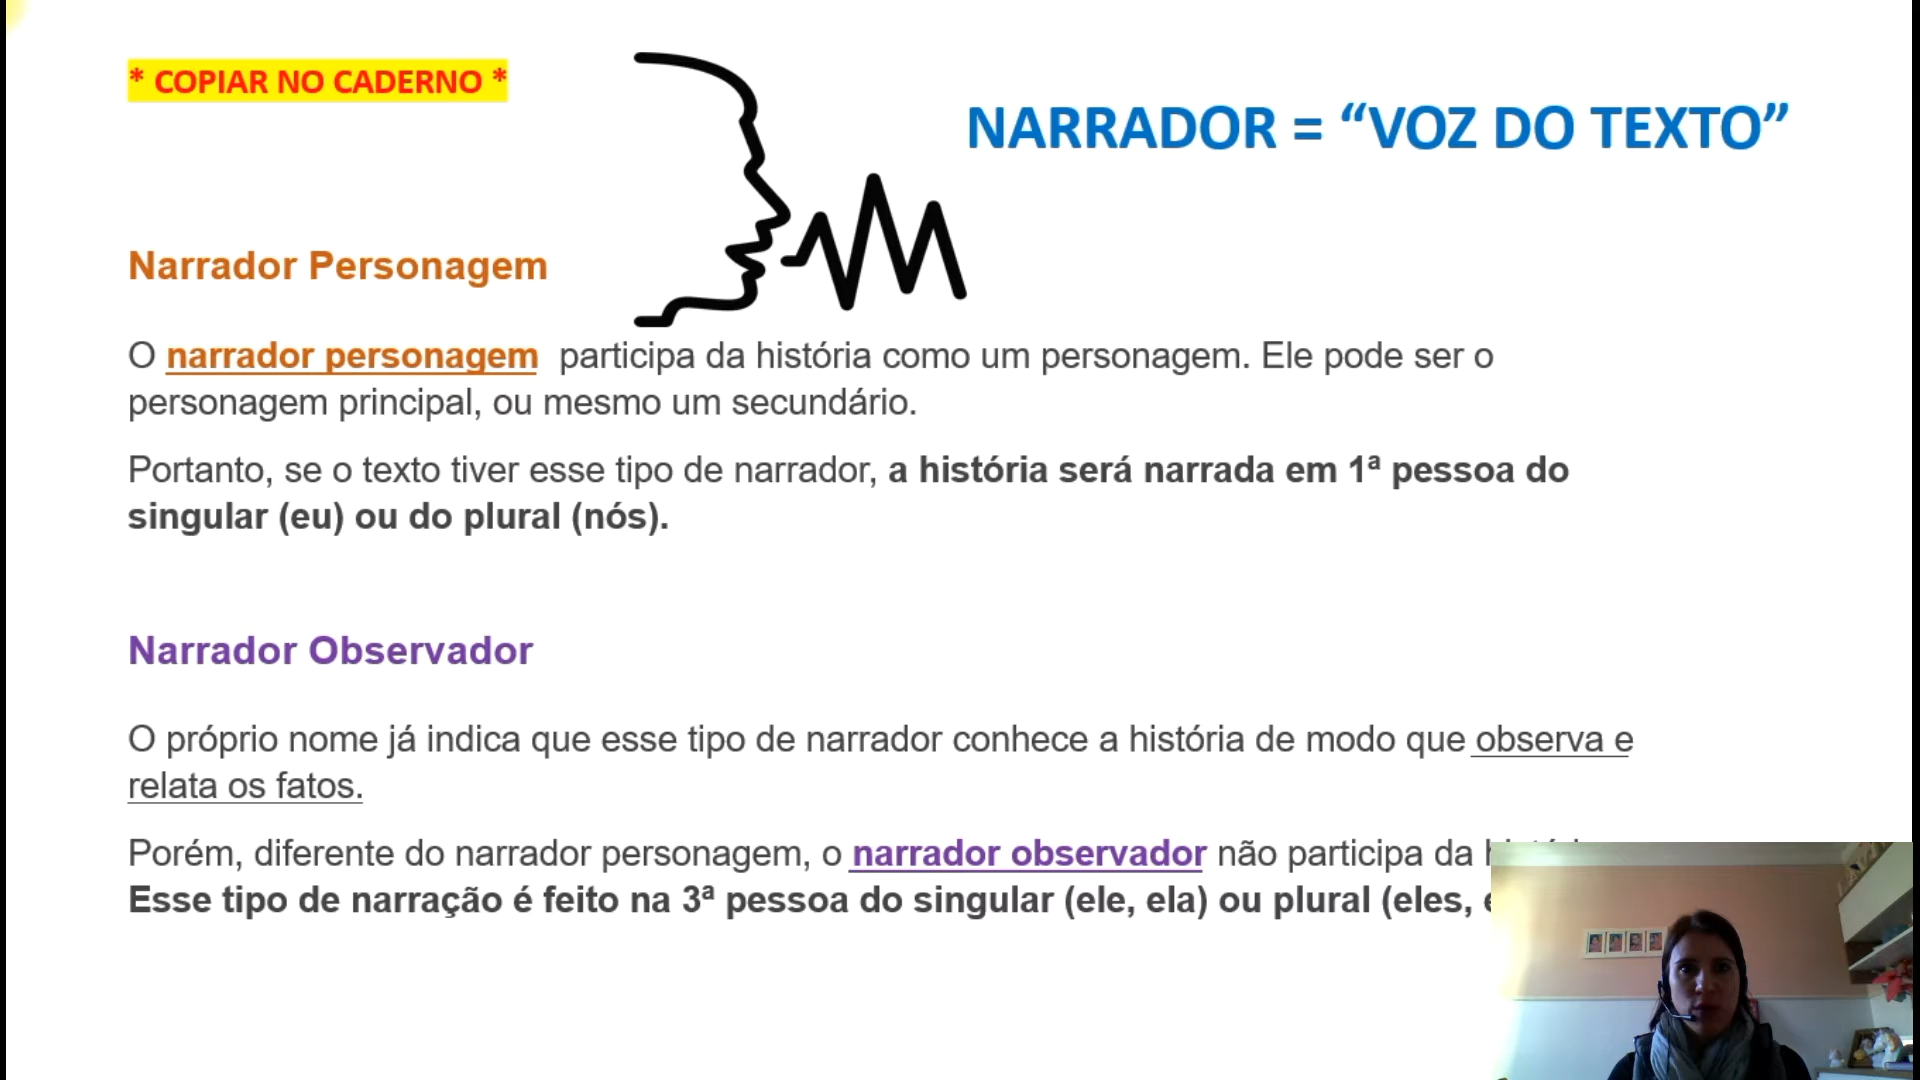 * COPIAR NO CADERNO *
NARRADOR = “VOZ DO TEXTO”
Narrador Personagem
O narrador personagem participa da história como um personagem. Ele pode ser o
personagem principal, ou mesmo um secundário.
Portanto, se o texto tiver esse tipo de narrador, a história será narrada em 1ª pessoa do
singular (eu) ou do plural (nós).
Narrador Observador
O próprio nome já indica que esse tipo de narrador conhece a história de modo que observa e
relata os fatos.
Porém, diferente do narrador personagem, o narrador observador não participa da
Esse tipo de narração é feito na 3ª pessoa do singular (ele, ela) ou plural (eles,